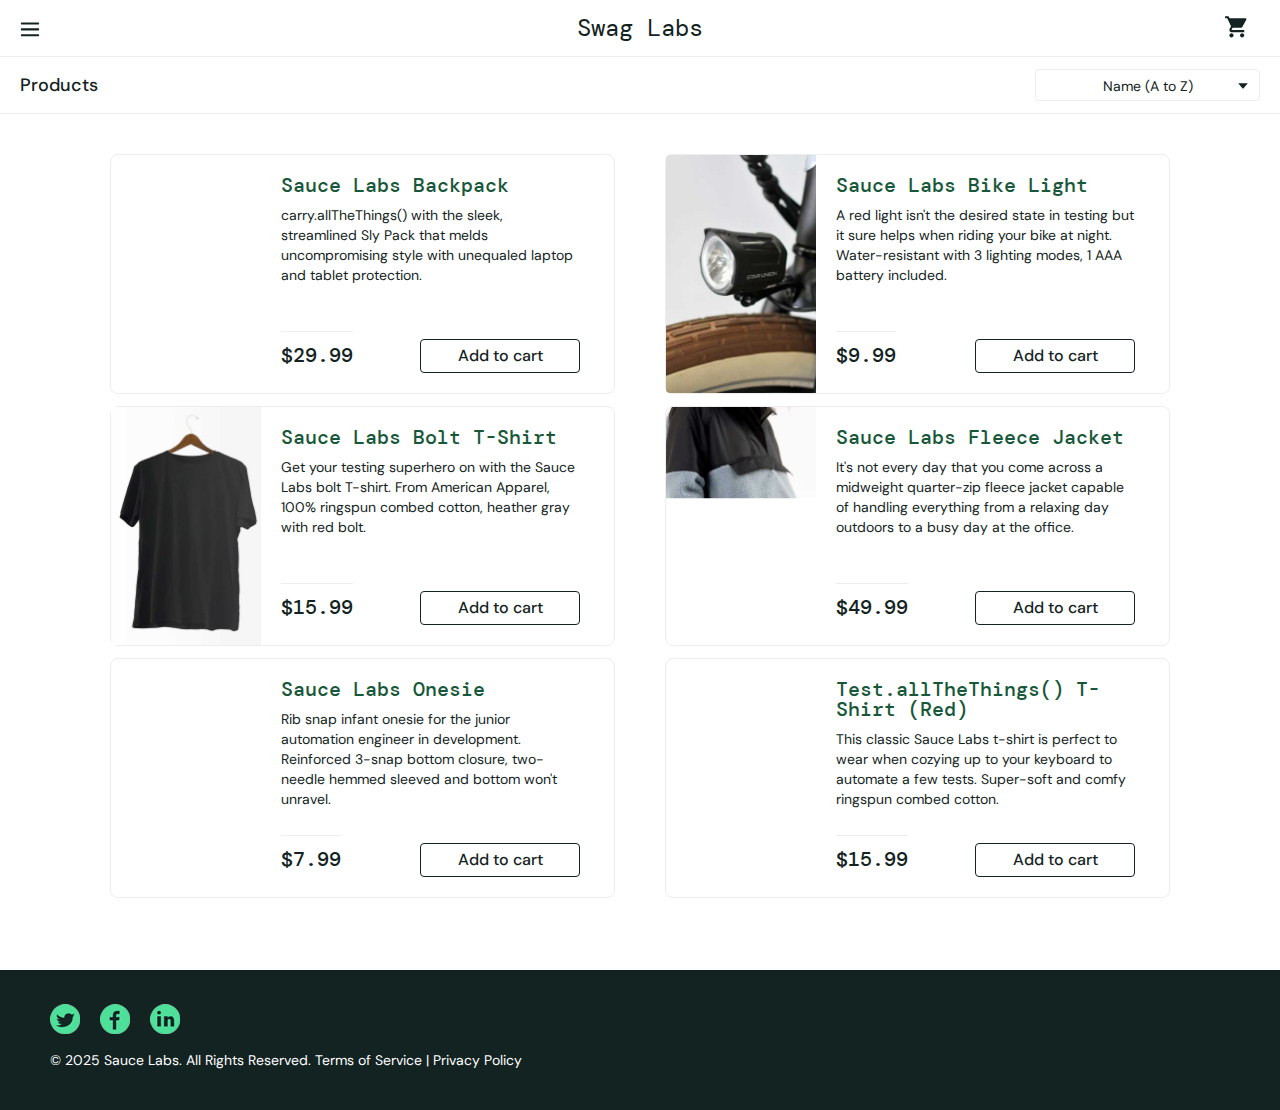 Swag Labs
Products
Name (A to Z)
Sauce Labs Backpack
carry.allTheThings() with the sleek,
streamlined Sly Pack that melds
uncompromising style with unequaled laptop
and tablet protection.
$29.99
Add to cart
Sauce Labs Bike Light
A red light isn't the desired state in testing but
it sure helps when riding your bike at night.
Water-resistant with 3 lighting modes, 1 AAA
battery included.
$9.99
Add to cart
Sauce Labs Bolt T-Shirt
Get your testing superhero on with the Sauce
Labs bolt T-shirt. From American Apparel,
100% ringspun combed cotton, heather gray
with red bolt.
$15.99
Add to cart
Sauce Labs Fleece Jacket
It's not every day that you come across a
midweight quarter-zip fleece jacket capable
of handling everything from a relaxing day
outdoors to a busy day at the office.
$49.99
Add to cart
Sauce Labs Onesie
Rib snap infant onesie for the junior
automation engineer in development.
Reinforced 3-snap bottom closure, two-
needle hemmed sleeved and bottom won't
unravel.
$7.99
Add to cart
Test.allTheThings() T-
Shirt (Red)
This classic Sauce Labs t-shirt is perfect to
wear when cozying up to your keyboard to
automate a few tests. Super-soft and comfy
ringspun combed cotton.
$15.99
Add to cart
© 2025 Sauce Labs. All Rights Reserved. Terms of Service | Privacy Policy